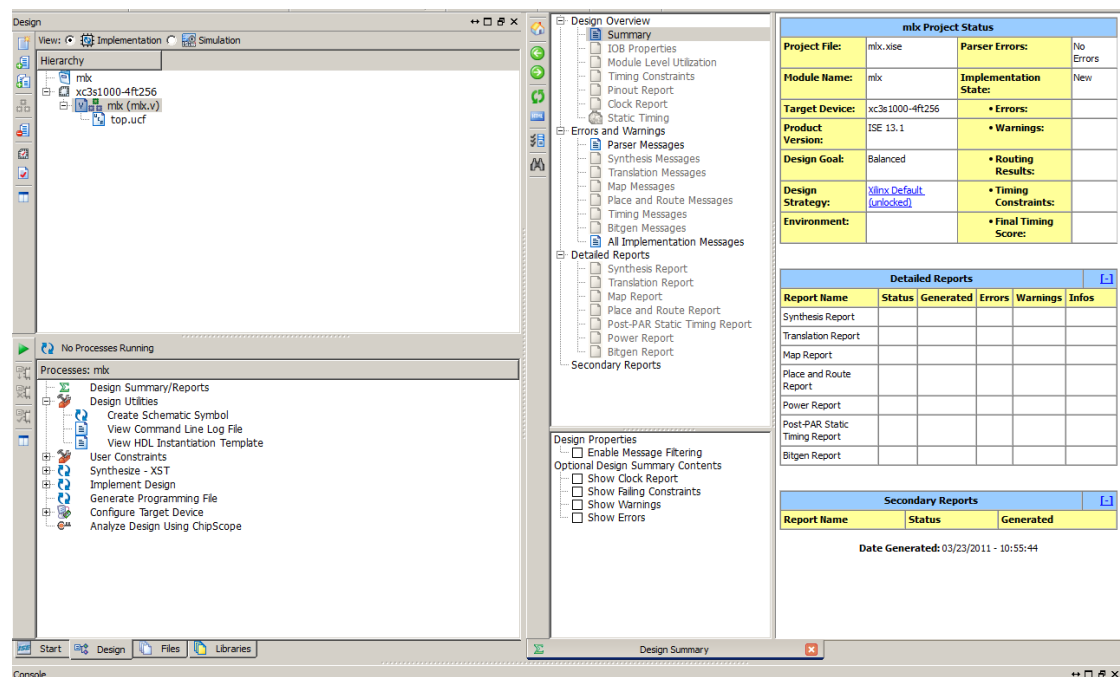 Design
View: Implementation Simulation
Hierarchy
mlx
xc3s1000-4ft256
mlx (mlx.v)
top.ucf
No Processes Running
Processes: mlx
Design Summary/Reports
Design Utilities
Create Schematic Symbol
View Command Line Log File
View HDL Instantiation Template
User Constraints
Synthesize - XST
Implement Design
Generate Programming File
Configure Target Device
Analyze Design Using ChipScope
Start Design Files Libraries
Design Overview
Summary
IOB Properties
Module Level Utilization
Timing Constraints
Pinout Report
Clock Report
Static Timing
Errors and Warnings
Parser Messages
Synthesis Messages
Translation Messages
Map Messages
Place and Route Messages
Timing Messages
Bitgen Messages
All Implementation Messages
Detailed Reports
Synthesis Report
Translation Report
Map Report
Place and Route Report
Post-PAR Static Timing Report
Power Report
Bitgen Report
Secondary Reports
Design Properties
Enable Message Filtering
Optional Design Summary Contents
Show Clock Report
Show Failing Constraints
Show Warnings
Show Errors
Design Summary
mlx Project Status
Project File: mlx.xise Parser Errors: No
Errors
Module Name: mlx Implementation New
State:
Target Device: xc3s1000-4ft256 • Errors:
Product ISE 13.1 • Warnings:
Version:
Design Goal: Balanced • Routing
Results:
Design Xilinx Default • Timing
Strategy: (unlocked) Constraints:
Environment: • Final Timing
Score:
Detailed Reports [-]
Report Name Status Generated Errors Warnings Infos
Synthesis Report
Translation Report
Map Report
Place and Route
Report
Power Report
Post-PAR Static
Timing Report
Bitgen Report
Secondary Reports [-]
Report Name Status Generated
Date Generated: 03/23/2011 - 10:55:44
Console